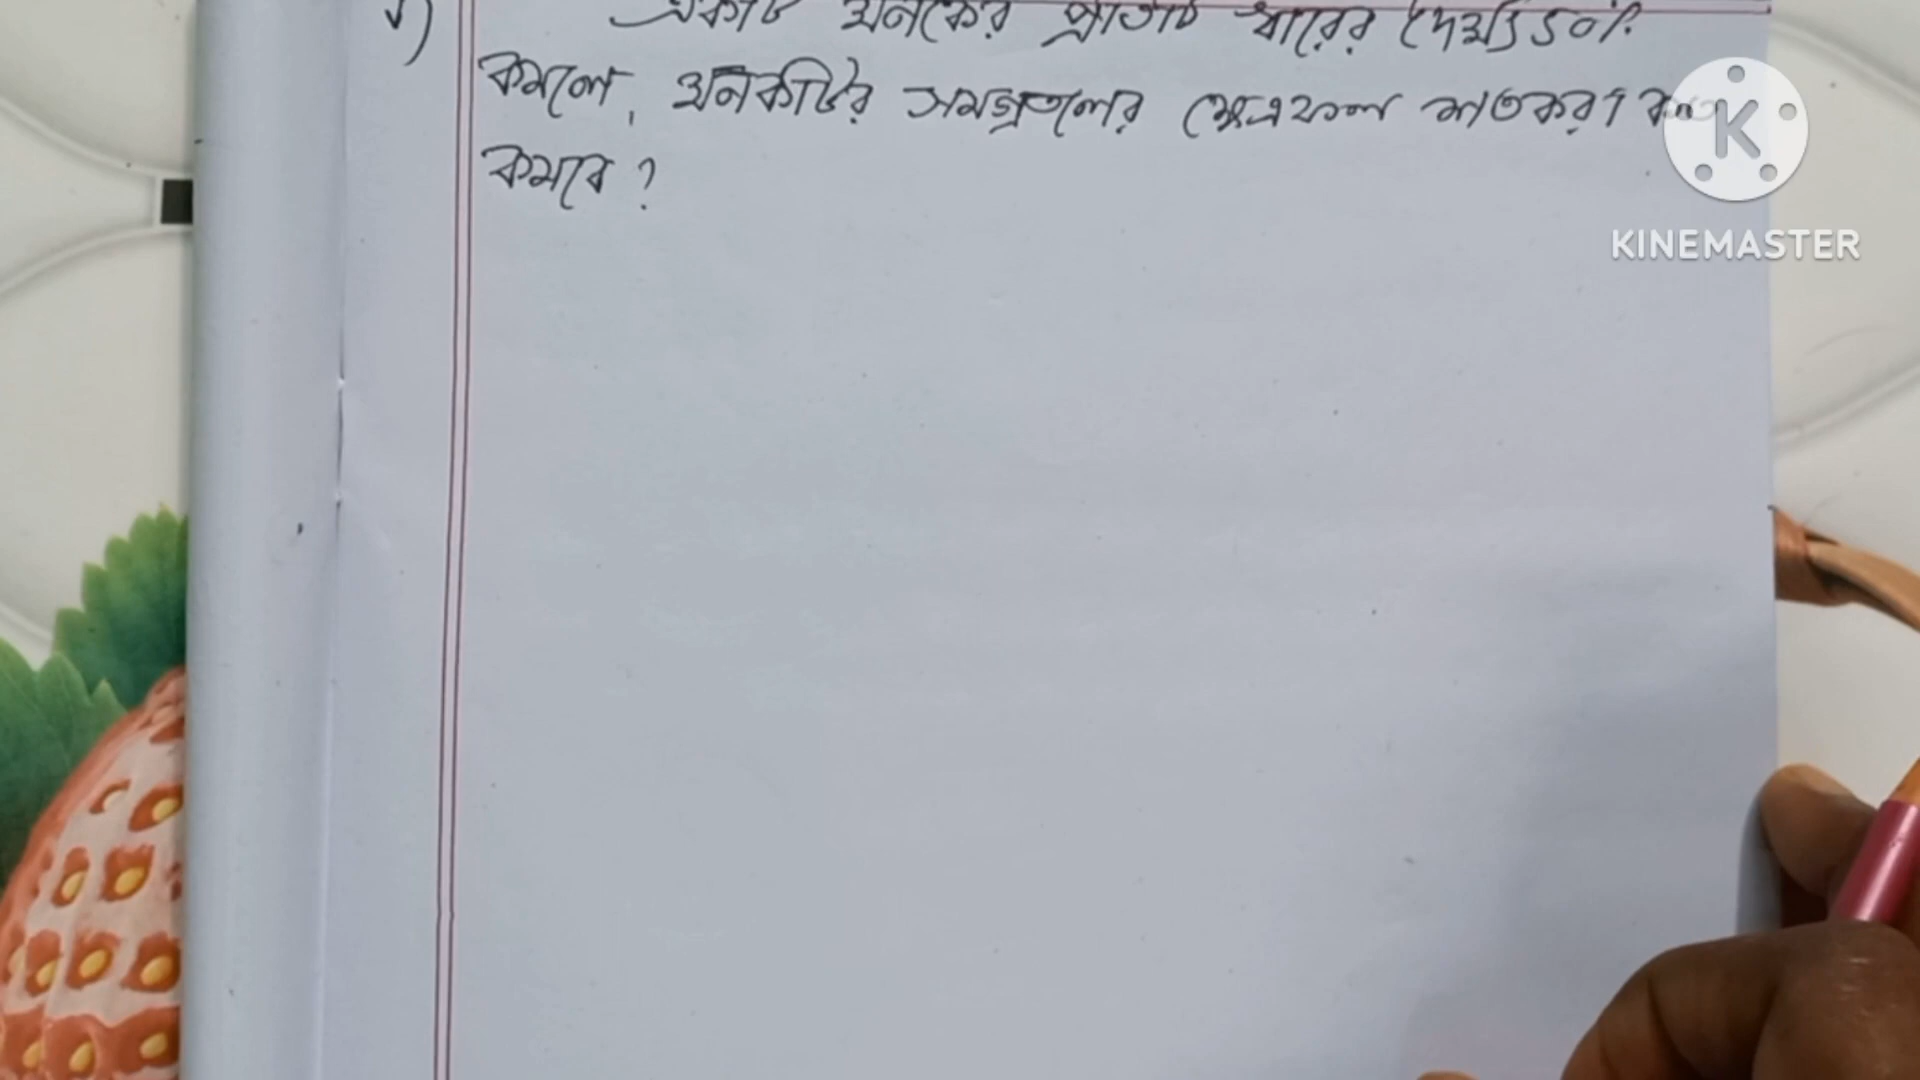 v) একটি ঘনকের প্রতিটি ধারের দৈর্ঘ্য ১০%
কমলে, ঘনকটির সমগ্রতলের ক্ষেত্রফল শতকরা কত
কমবে ?
KINEMASTER